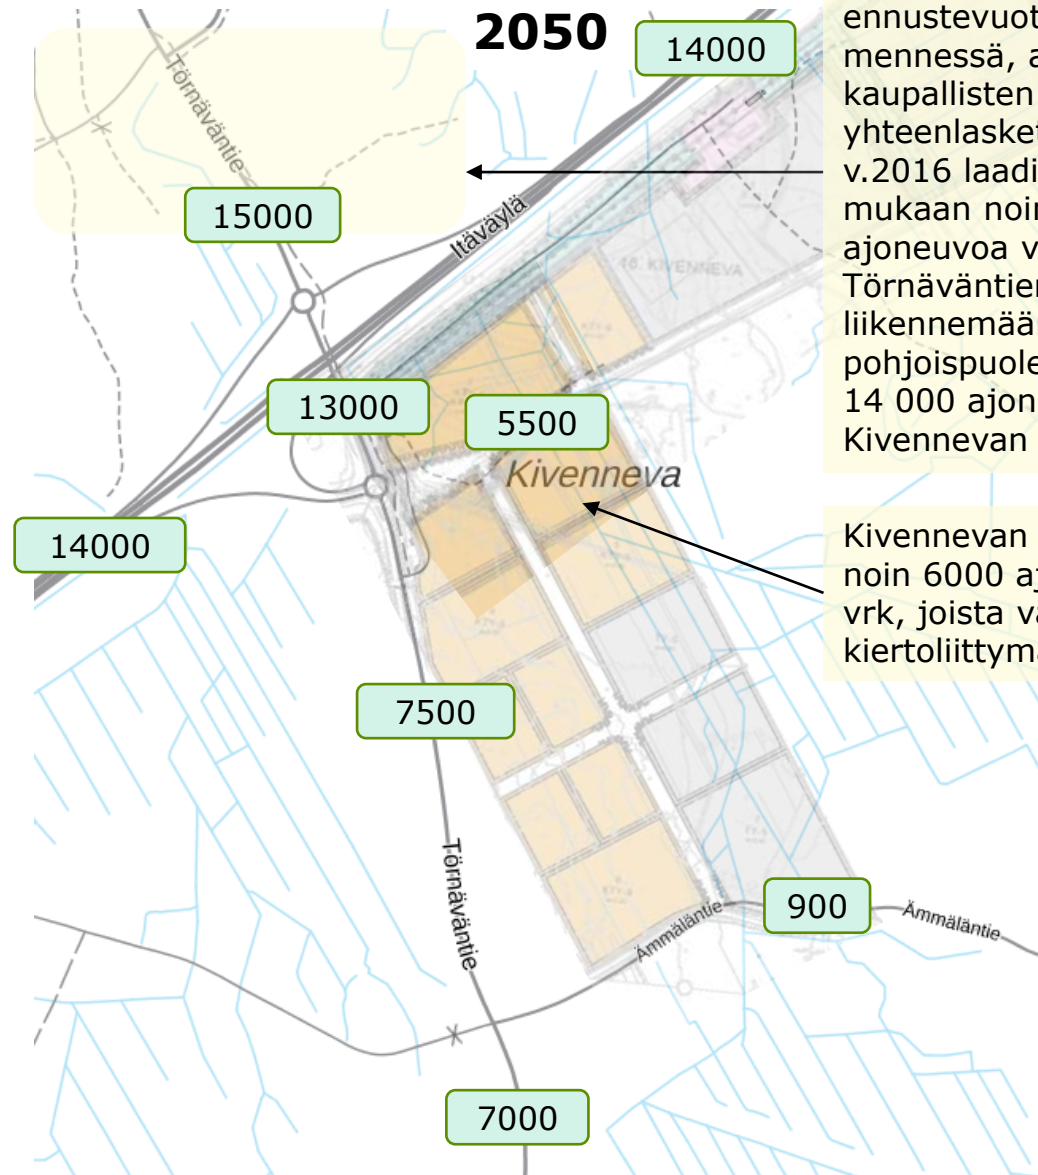 2050
14000
Törnäväntie
15000
Itäväylä
ennustevuot
mennessä, a
kaupallisten
yhteenlasket
v.2016 laadi
mukaan noin
ajoneuvoa v
Törnäväntien
liikennemäär
pohjoispuole
14 000 ajon
Kivennevan
16. KIVENNEVA
13000
5500
Kivenneva
14000
Kivennevan
noin 6000 aj
vrk, joista va
kiertoliittymä
7500
Törnäväntie
900
Ämmäläntie
Ämmäläntie
7000